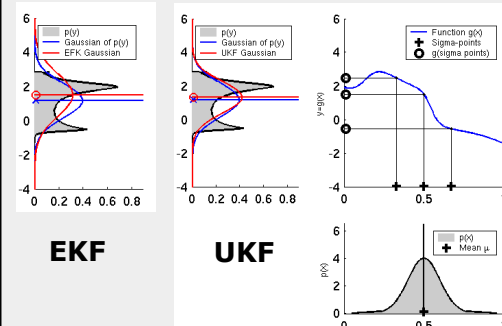 p(y)
Gaussian of p(y)
EFK Gaussian
6
4
2
0
-2
-4
0 0.2 0.4 0.6 0.8
EKF
p(y)
Gaussian of p(y)
UKF Gaussian
6
4
2
0
-2
-4
0 0.2 0.4 0.6 0.8
UKF
Function g(x)
Sigma-points
g(sigma points)
y=g(x)
6
4
2
0
-2
-4
0 0.5
p(x)
Mean μ
p(x)
6
4
2
0
0 0.5